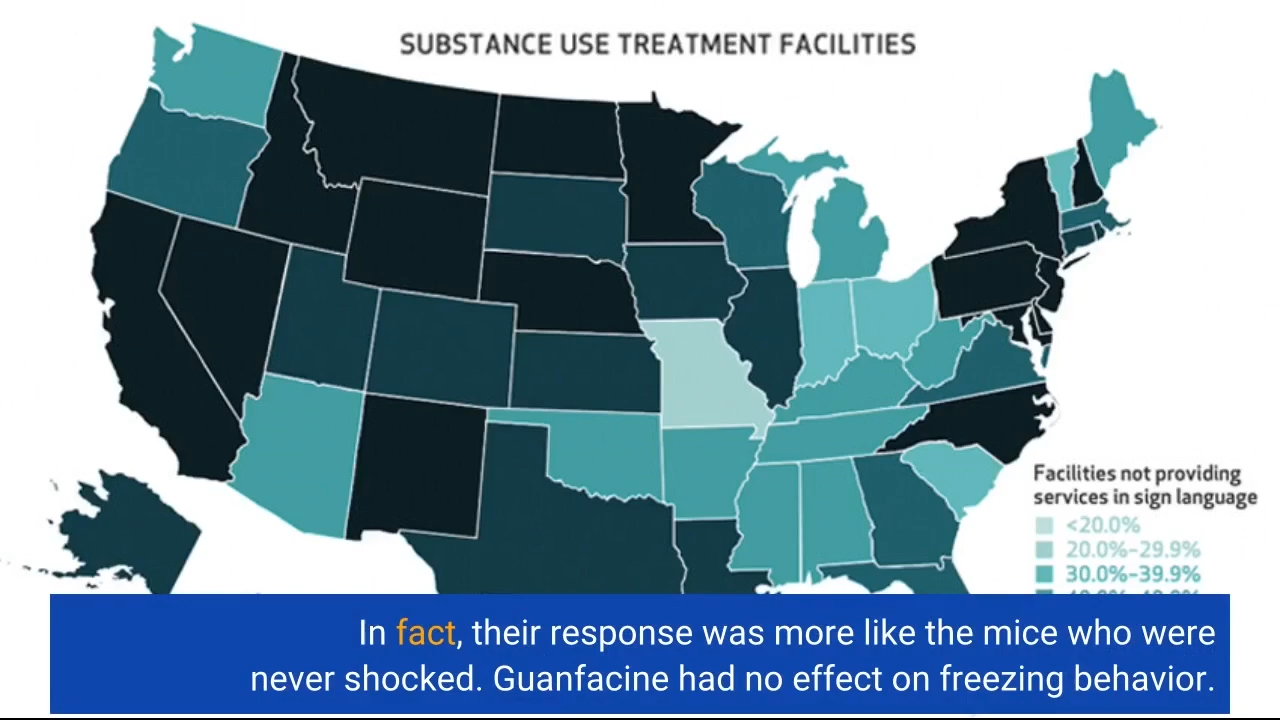 SUBSTANCE USE TREATMENT FACILITIES
Facilities not providing
services in sign language
<20.0%
20.0%–29.9%
30.0%–39.9%
In fact, their response was more like the mice who were
never shocked. Guanfacine had no effect on freezing behavior.